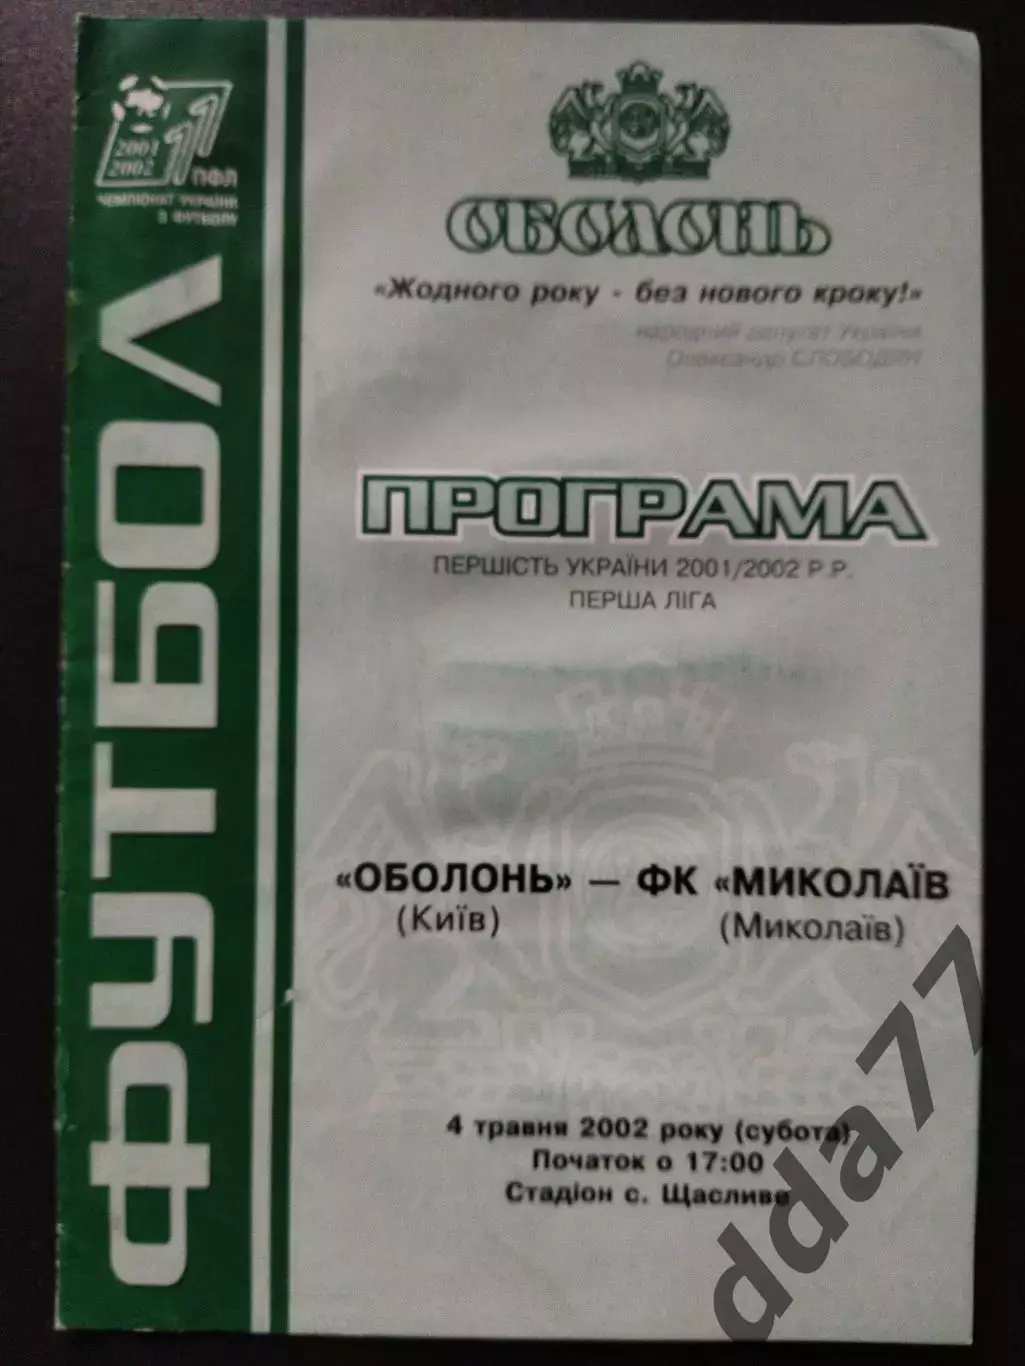 2001
2002
ПФЛ
ЧЕМПІОНАТ УКРАЇНИ
З ФУТБОЛУ
ФУТБОЛ
ОБОЛОНЬ
«Жодного року - без нового кроку!»
народний депутат України
Олександр СЛОБОДЯН
ПРОГРАМА
ПЕРШІСТЬ УКРАЇНИ 2001/2002 Р.Р.
ПЕРША ЛІГА
«ОБОЛОНЬ» — ФК «МИКОЛАЇВ
(Київ) (Миколаїв)
4 травня 2002 року (субота)
Початок о 17:00
Стадіон с. Щасливе
dda77